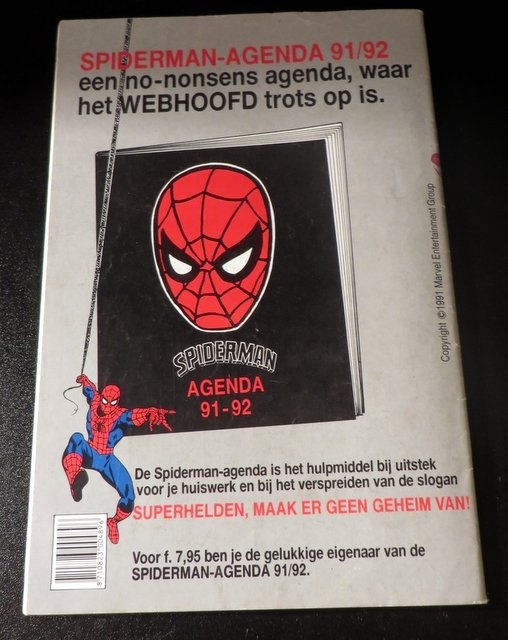 SPIDERMAN-AGENDA 91/92
een no-nonsens agenda, waar
het WEBHOOFD trots op is.
SPIDERMAN
AGENDA
91-92
Copyright ©1991 Marvel Entertainment Group
De Spiderman-agenda is het hulpmiddel bij uitstek
voor je huiswerk en bij het verspreiden van de slogan
SUPERHELDEN, MAAK ER GEEN GEHEIM VAN!
Voor f. 7,95 ben je de gelukkige eigenaar van de
SPIDERMAN-AGENDA 91/92.